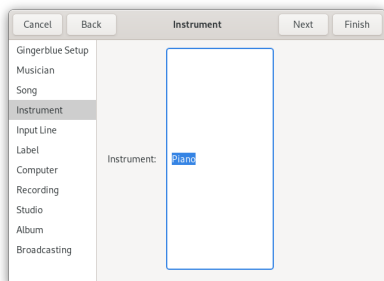 Cancel Back Instrument Next Finish
Gingerblue Setup
Musician
Song
Instrument
Input Line
Label
Instrument: Piano
Computer
Recording
Studio
Album
Broadcasting